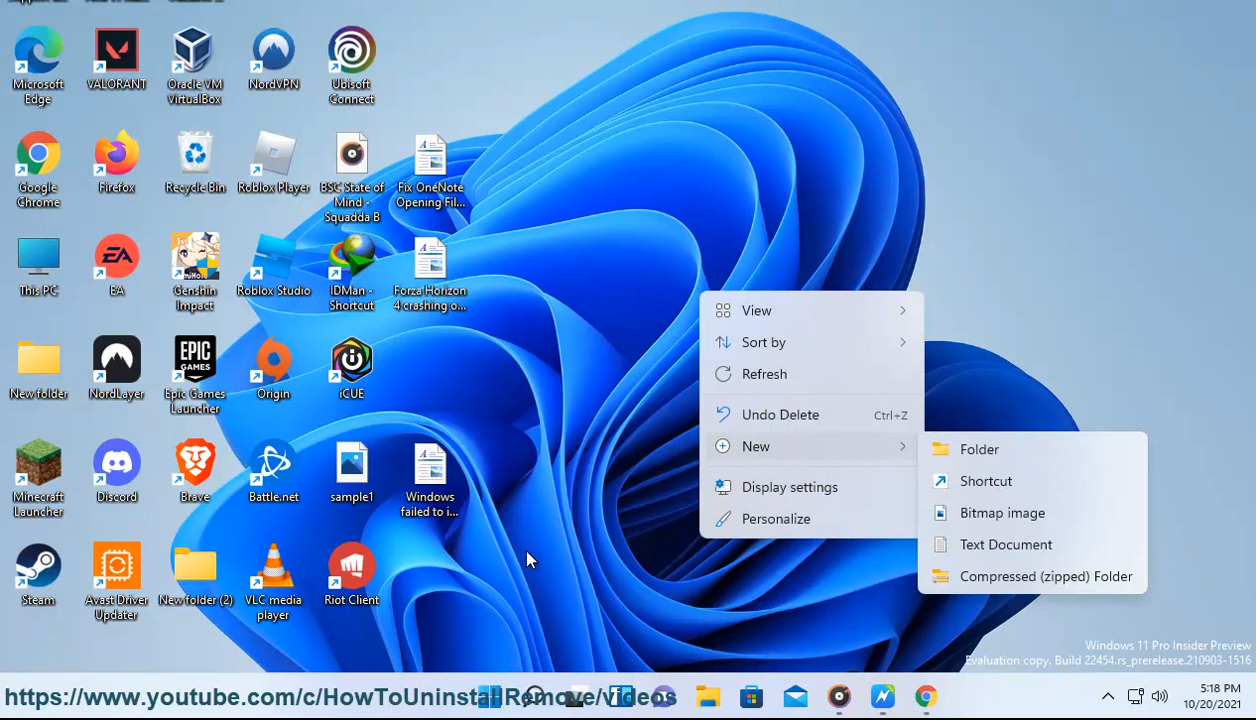 Microsoft
Edge
VALORANT
Oracle VM
VirtualBox
NordVPN
Ubisoft
Connect
Google
Chrome
Firefox
Recycle Bin
Roblox Player
BSC State of
Mind -
Squadda B
Fix OneNote
Opening Fil...
This PC
EA
Genshin
Impact
Roblox Studio
IDMan -
Shortcut
Forza Horizon
4 crashing o...
New folder
NordLayer
EPIC
GAMES
Epic Games
Launcher
Origin
iCUE
Minecraft
Launcher
Discord
Brave
Battle.net
sample1
Windows
failed to i...
Steam
Avast Driver
Updater
New folder (2)
VLC media
player
Riot Client
View
Sort by
Refresh
Undo Delete Ctrl+Z
New
Display settings
Personalize
Folder
Shortcut
Bitmap image
Text Document
Compressed (zipped) Folder
Windows 11 Pro Insider Preview
Evaluation copy. Build 22454.rs_prerelease.210903-1516
https://www.youtube.com/c/HowToUninstallRemove/videos
5:18 PM
10/20/2021